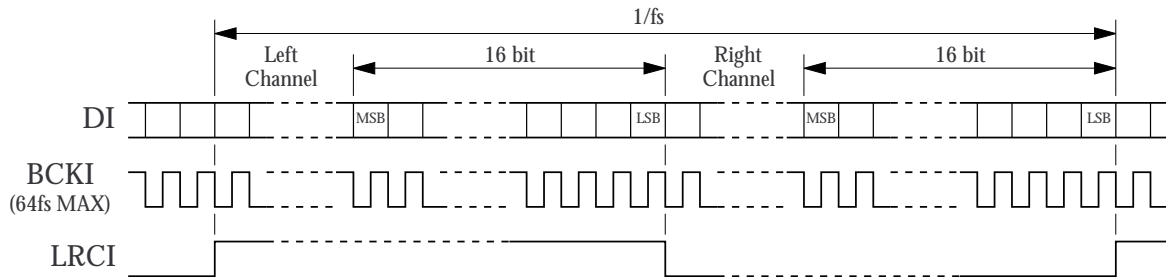 1/fs
Left
Channel
16 bit
Right
Channel
16 bit
DI
MSB
LSB
MSB
LSB
BCKI
(64fs MAX)
LRCI